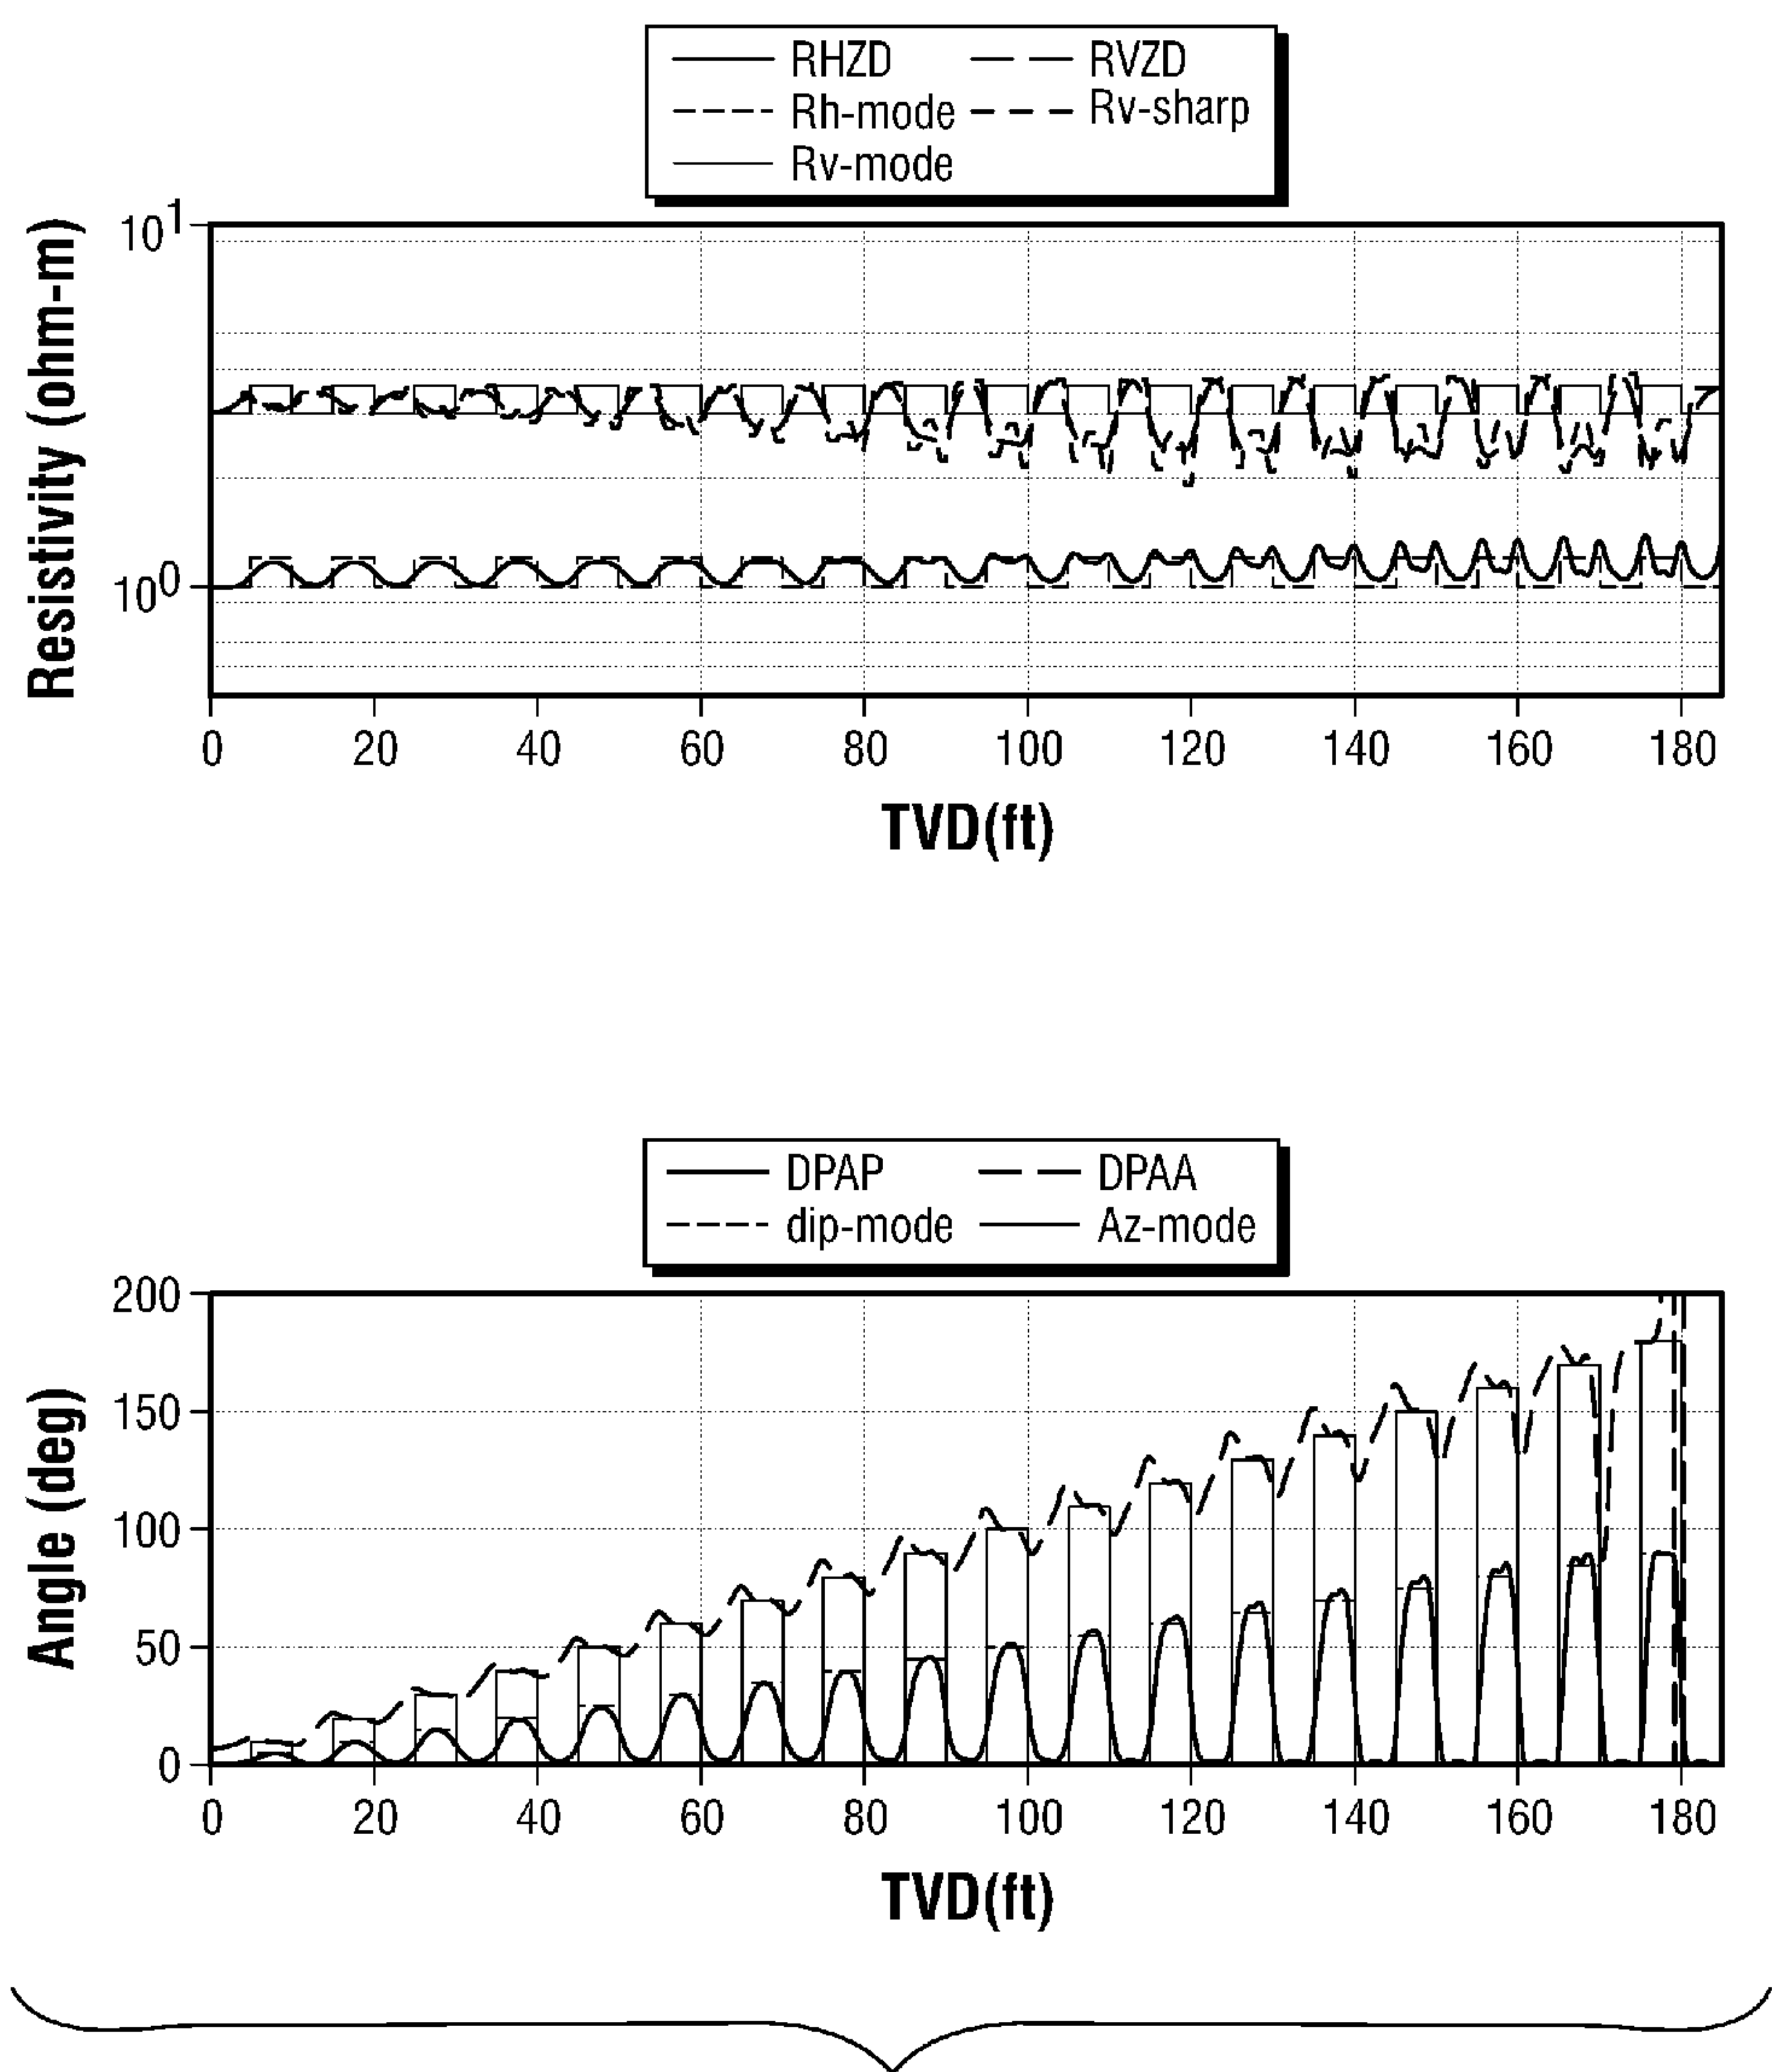 RHZD RVZD
Rh-mode Rv-sharp
Rv-mode
Resistivity (ohm-m)
10^1
10^0
0 20 40 60 80 100 120 140 160 180
TVD(ft)
DPAP DPAA
dip-mode Az-mode
Angle (deg)
200
150
100
50
0
0 20 40 60 80 100 120 140 160 180
TVD(ft)